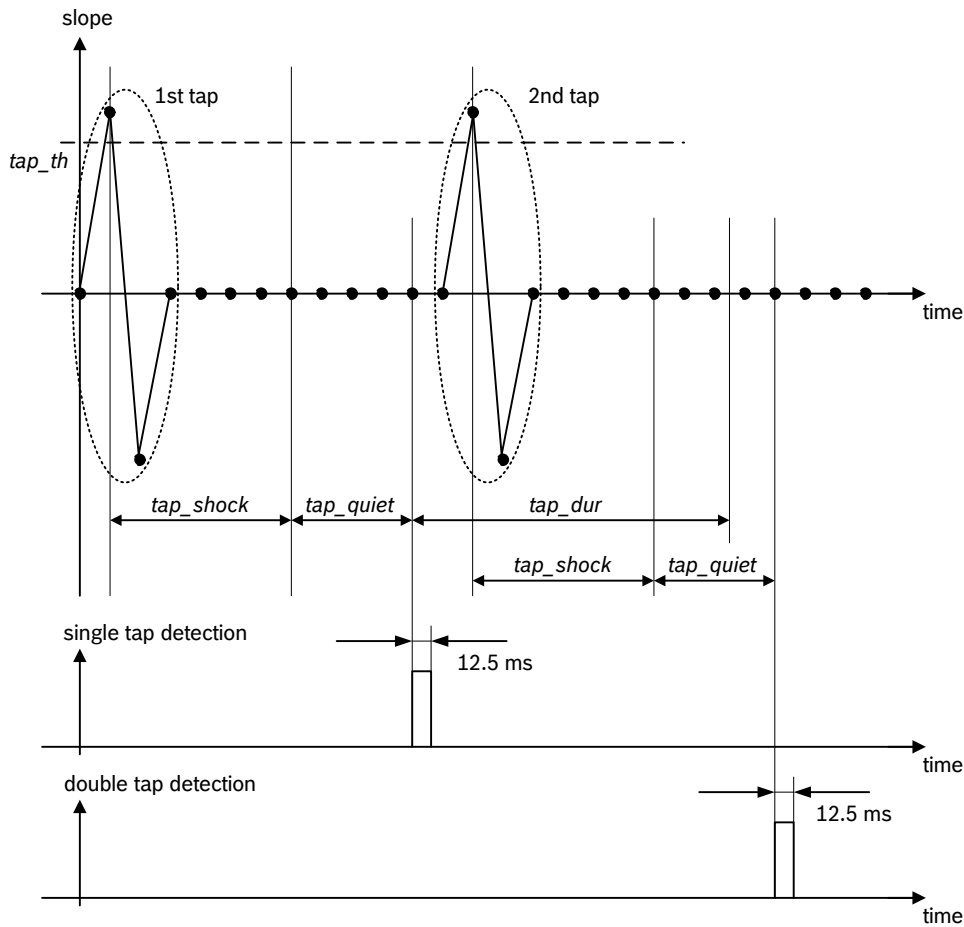 slope
1st tap
2nd tap
tap_th
time
tap_shock
tap_quiet
tap_dur
tap_shock
tap_quiet
single tap detection
12.5 ms
time
double tap detection
12.5 ms
time